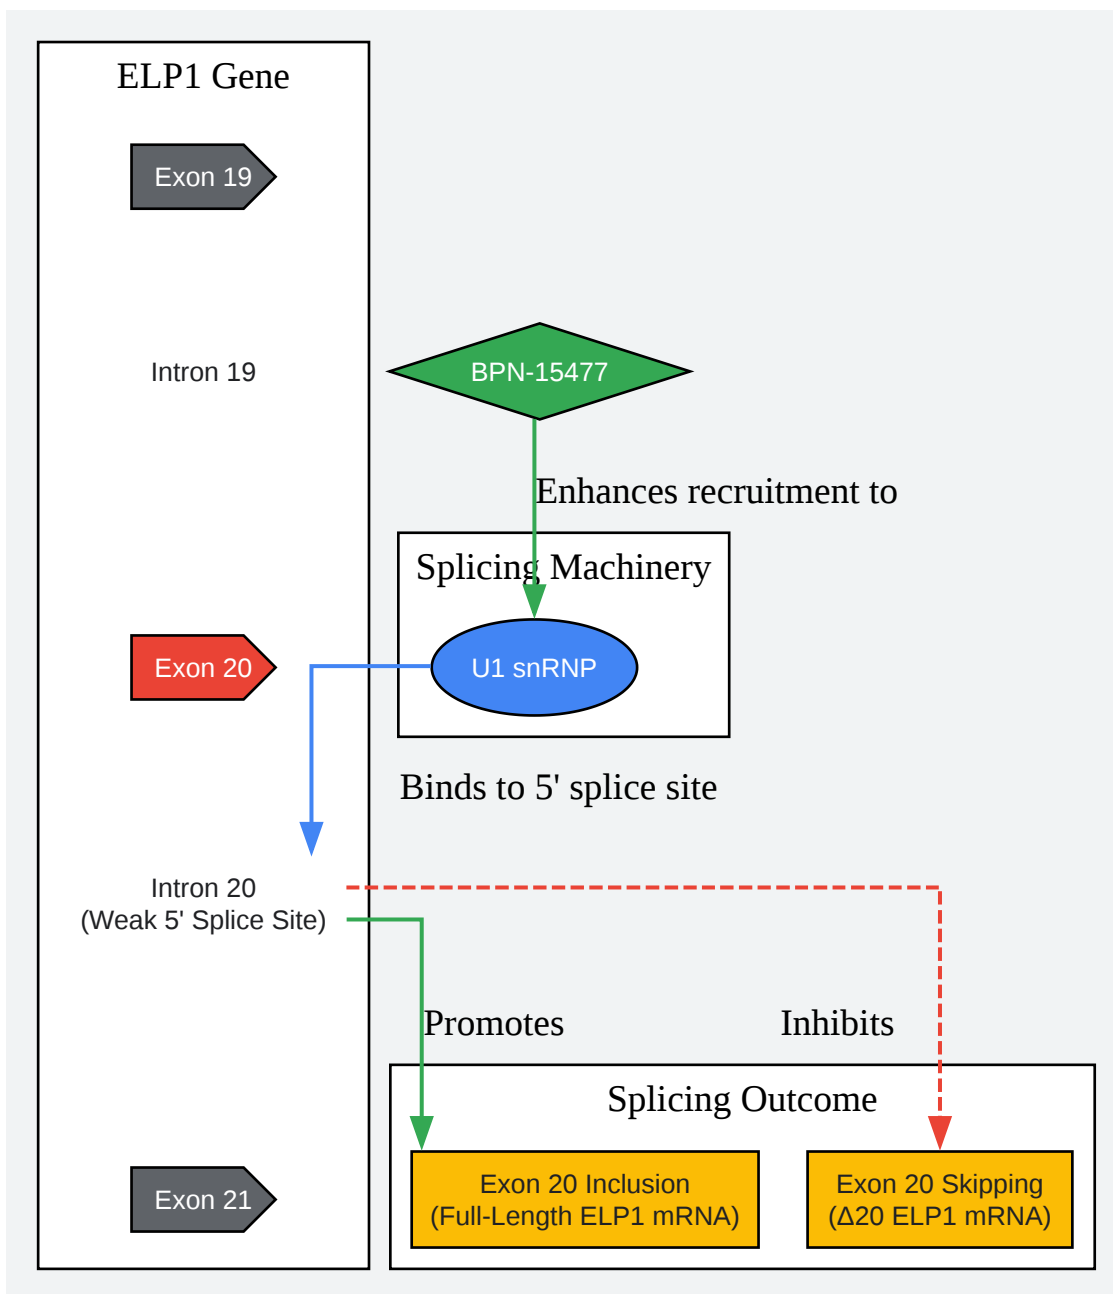 ELP1 Gene
Exon 19
Intron 19
BPN-15477
Enhances recruitment to
Splicing Machinery
Exon 20
U1 snRNP
Binds to 5' splice site
Intron 20
(Weak 5' Splice Site)
Promotes
Inhibits
Splicing Outcome
Exon 21
Exon 20 Inclusion
(Full-Length ELP1 mRNA)
Exon 20 Skipping
(Δ20 ELP1 mRNA)